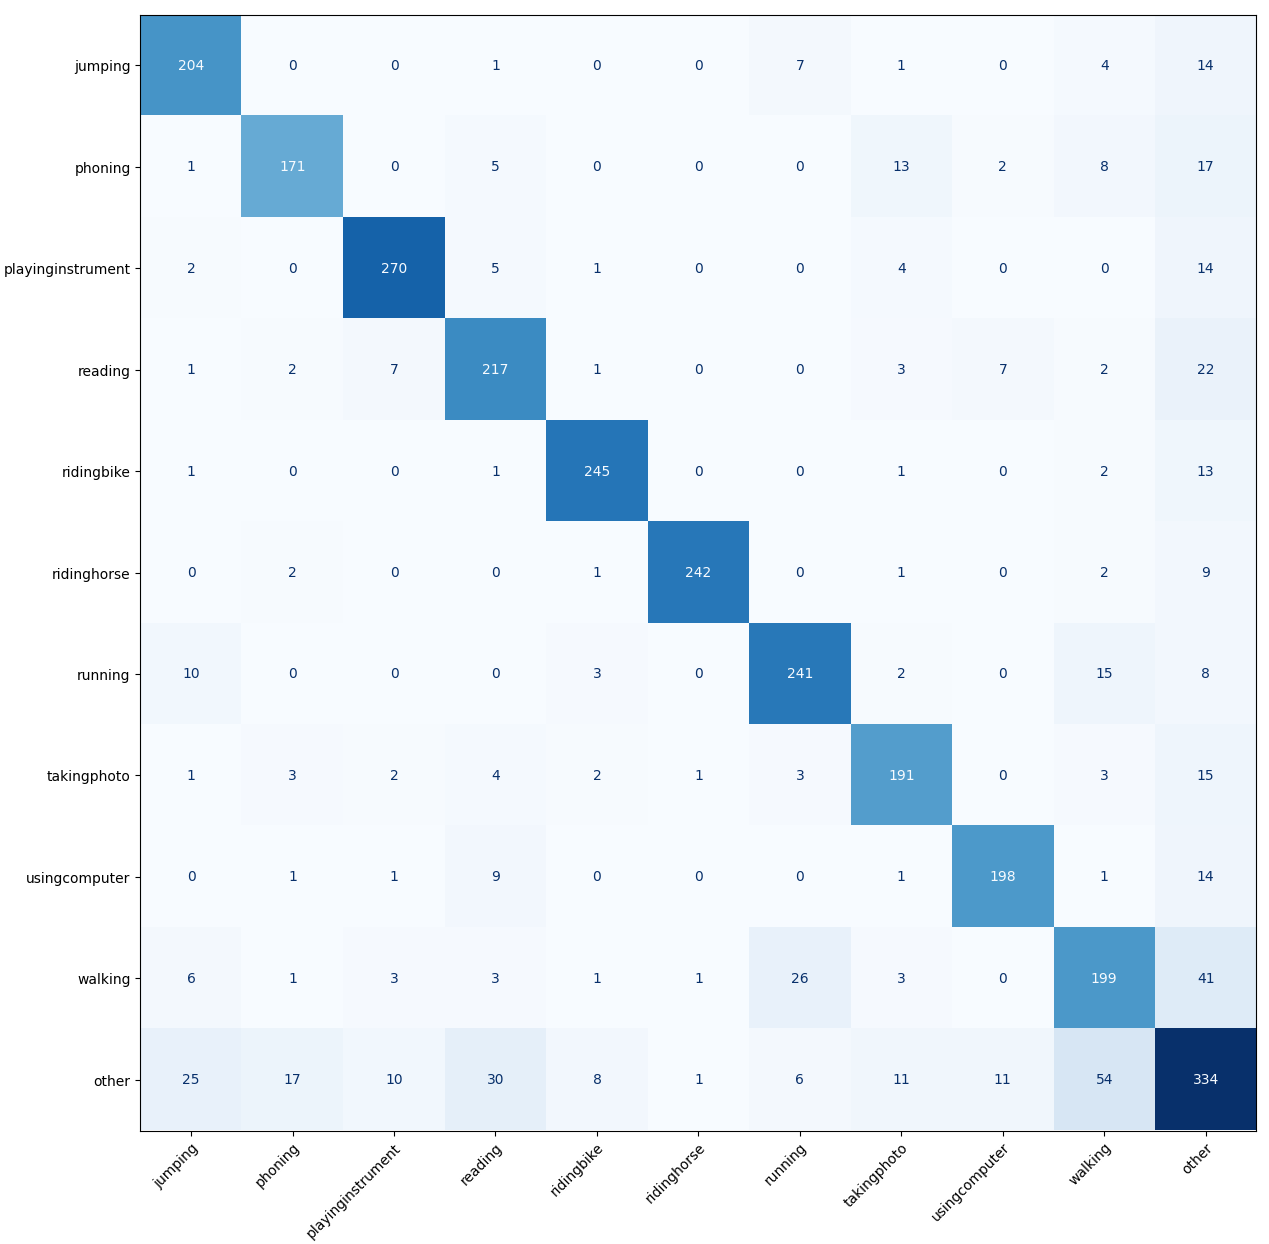 jumping 204 0 0 1 0 0 7 1 0 4 14
phoning 1 171 0 5 0 0 0 13 2 8 17
playinginstrument 2 0 270 5 1 0 0 4 0 0 14
reading 1 2 7 217 1 0 0 3 7 2 22
ridingbike 1 0 0 1 245 0 0 1 0 2 13
ridinghorse 0 2 0 0 1 242 0 1 0 2 9
running 10 0 0 0 3 0 241 2 0 15 8
takingphoto 1 3 2 4 2 1 3 191 0 3 15
usingcomputer 0 1 1 9 0 0 0 1 198 1 14
walking 6 1 3 3 1 1 26 3 0 199 41
other 25 17 10 30 8 1 6 11 11 54 334
jumping phoning playinginstrument reading ridingbike ridinghorse running takingphoto usingcomputer walking other